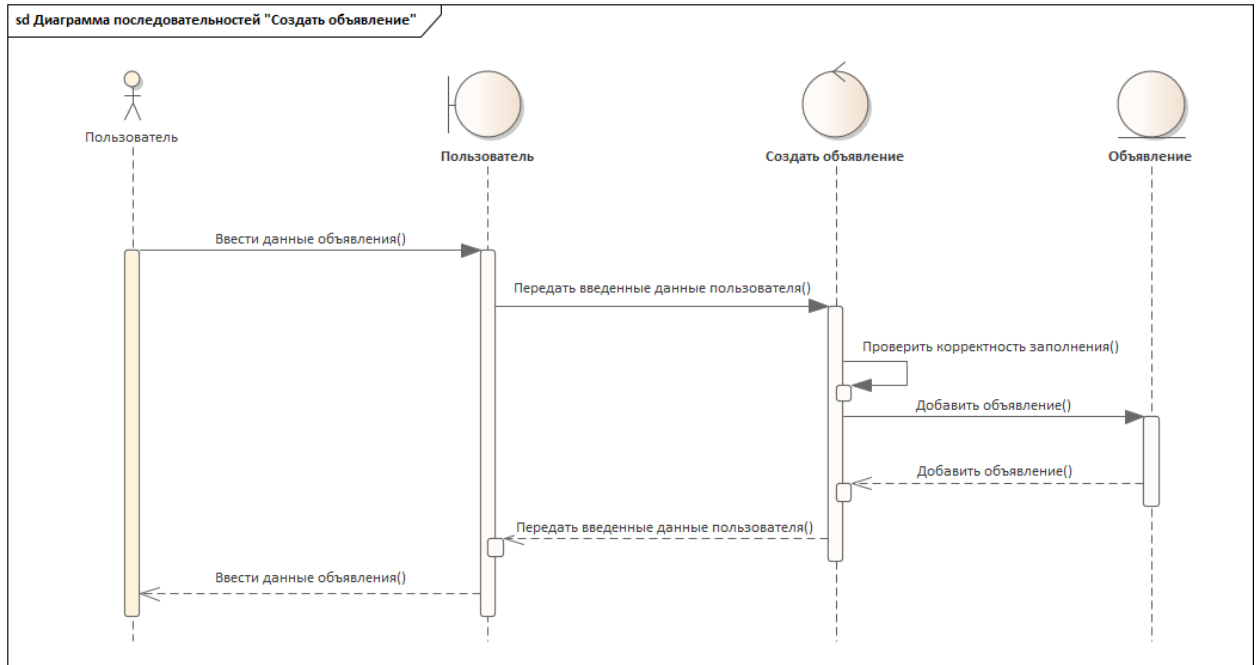 sd Диаграмма последовательностей "Создать объявление"
Пользователь
Пользователь
Создать объявление
Объявление
Ввести данные объявления()
Передать введенные данные пользователя()
Проверить корректность заполнения()
Добавить объявление()
Добавить объявление()
Передать введенные данные пользователя()
Ввести данные объявления()